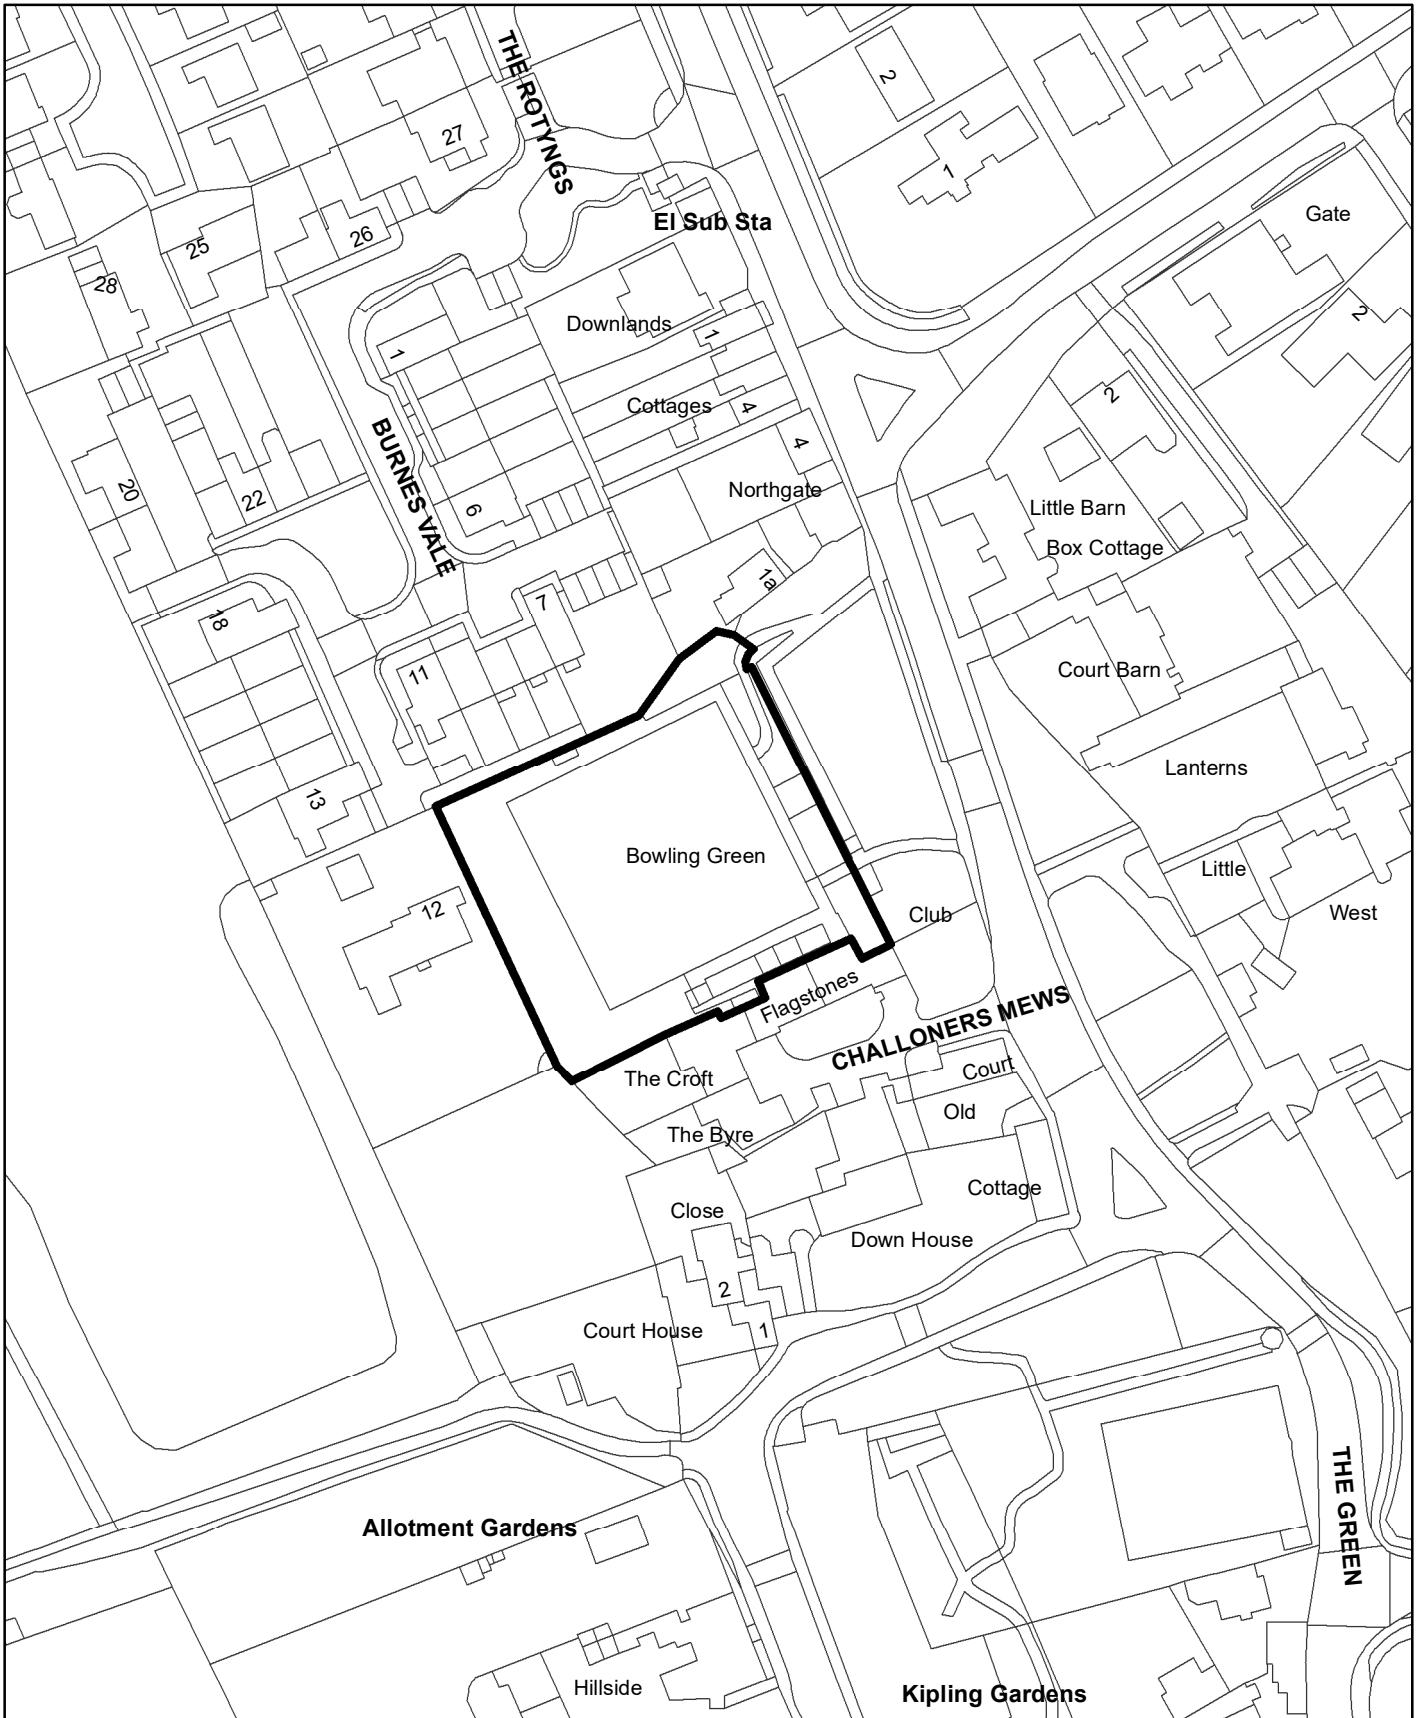 THE ROTYNGS
2
27
1
El Sub Sta
Gate
25
26
28
Downlands
1
1
2
Cottages
4
2
4
BURNES VALE
20
22
6
Northgate
Little Barn
Box Cottage
1a
7
18
11
Court Barn
Lanterns
13
Bowling Green
Little
12
Club
West
Flagstones
CHALLONERS MEWS
The Croft
Court
Old
The Byre
Cottage
Close
Down House
2
Court House
1
THE GREEN
Allotment Gardens
Hillside
Kipling Gardens